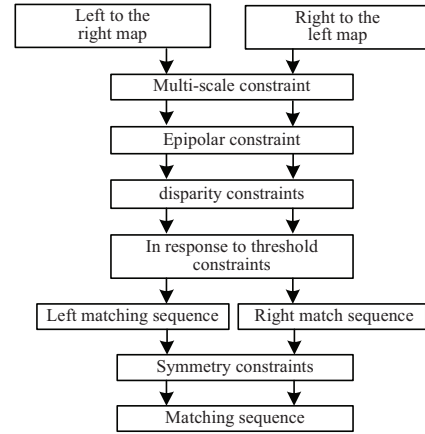 Left to the
right map
Right to the
left map
Multi-scale constraint
Epipolar constraint
disparity constraints
In response to threshold
constraints
Left matching sequence
Right match sequence
Symmetry constraints
Matching sequence